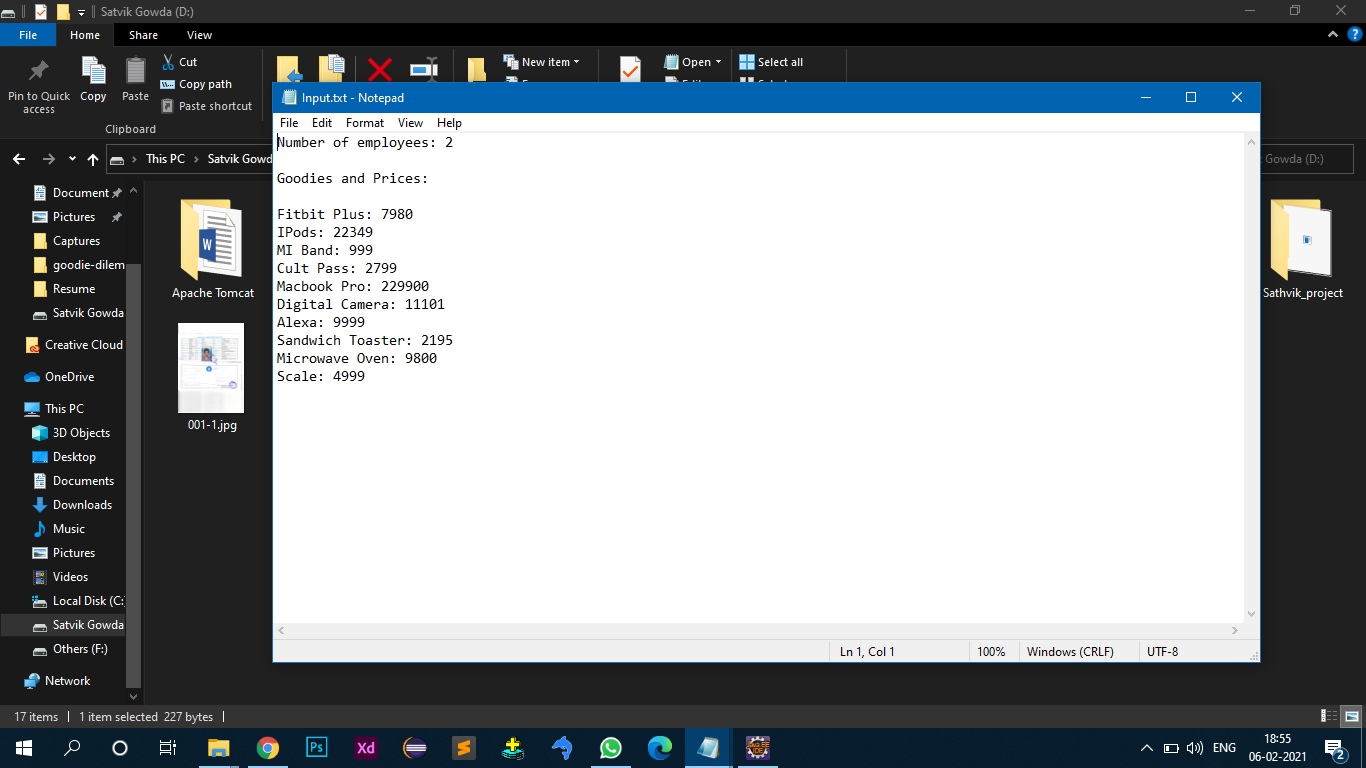 Satvik Gowda (D:)
File Home Share View
Pin to Quick access
Copy
Paste
Cut
Copy path
Paste shortcut
Clipboard
New item
Open
Select all
Input.txt - Notepad
File Edit Format View Help
Number of employees: 2
Goodies and Prices:
Fitbit Plus: 7980
IPods: 22349
MI Band: 999
Cult Pass: 2799
Macbook Pro: 229900
Digital Camera: 11101
Alexa: 9999
Sandwich Toaster: 2195
Microwave Oven: 9800
Scale: 4999
Ln 1, Col 1 100% Windows (CRLF) UTF-8
This PC Satvik Gowd
Gowda (D:)
Document
Pictures
Captures
goodie-dilem
Resume
Satvik Gowda
Creative Cloud
OneDrive
This PC
3D Objects
Desktop
Documents
Downloads
Music
Pictures
Videos
Local Disk (C:
Satvik Gowda
Others (F:)
Network
Apache Tomcat
001-1.jpg
Sathvik_project
17 items 1 item selected 227 bytes
Ps
Xd
ENG
18:55
06-02-2021
2